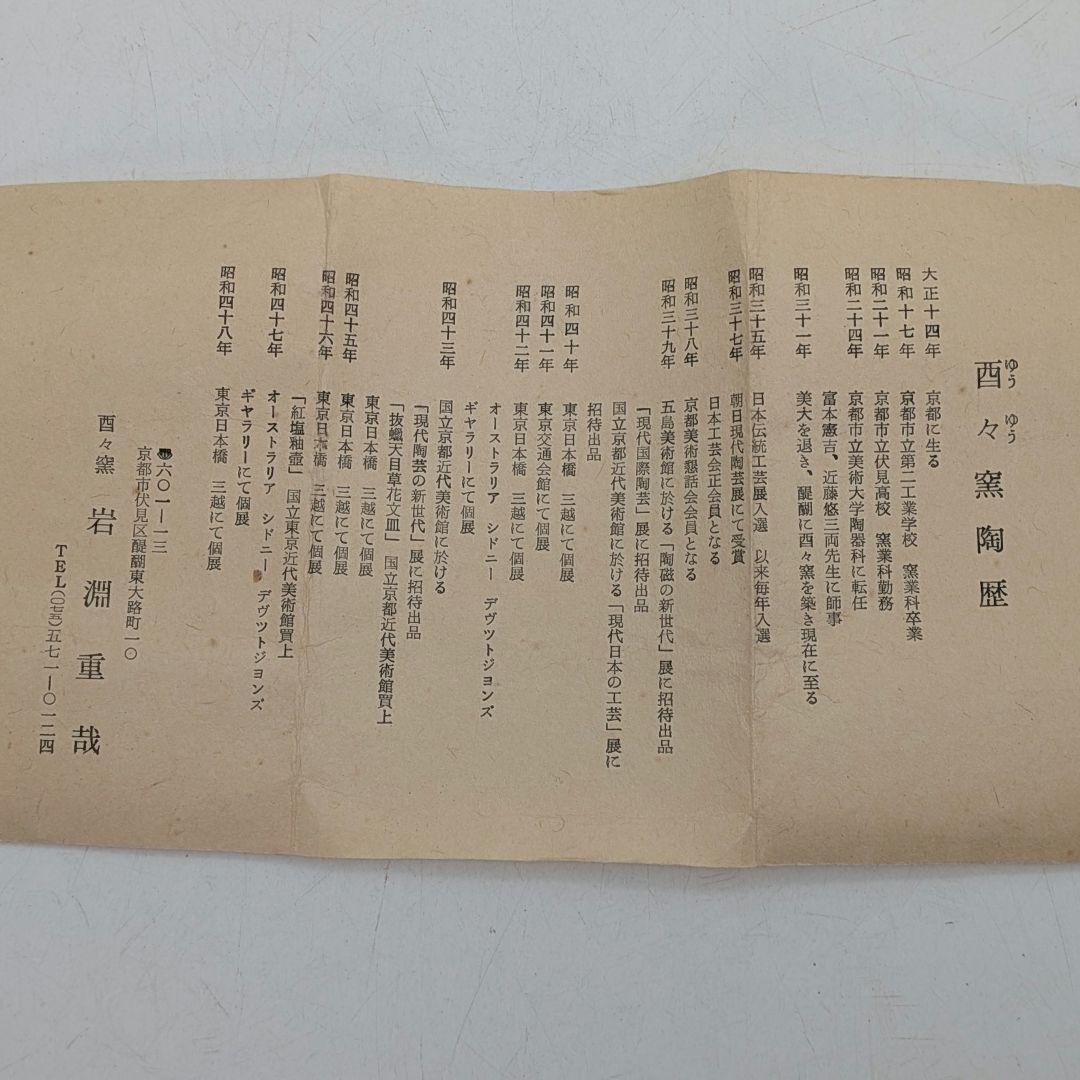 酉々窯陶歴
ゆう ゆう
大正十四年 京都に生る
昭和十七年 京都市立第二工業学校 窯業科卒業
昭和二十一年 京都市立伏見高校 窯業科勤務
昭和二十四年 京都市立美術大学陶器科に転任
富本憲吉、近藤悠三両先生に師事
昭和三十一年 美大を退き、醍醐に酉々窯を築き現在に至る
昭和三十五年 日本伝統工芸展入選 以来毎年入選
昭和三十七年 朝日現代陶芸展にて受賞
日本工芸会正会員となる
昭和三十八年 京都美術懇話会会員となる
昭和三十九年 五島美術館に於ける「陶磁の新世代」展に招待出品
「現代国際陶芸」展に招待出品
国立京都近代美術館に於ける「現代日本の工芸」展に
招待出品
昭和四十年 東京日本橋 三越にて個展
昭和四十一年 東京交通会館にて個展
昭和四十二年 東京日本橋 三越にて個展
オーストラリア シドニー デヴツトジヨンズ
ギヤラリーにて個展
昭和四十三年 国立京都近代美術館に於ける
「現代陶芸の新世代」展に招待出品
「抜蠟天目草花文皿」 国立京都近代美術館買上
東京日本橋 三越にて個展
昭和四十五年 東京日本橋 三越にて個展
昭和四十六年 東京日本橋 三越にて個展
「紅塩釉壺」 国立東京近代美術館買上
昭和四十七年 オーストラリア シドニー デヴツトジヨンズ
ギヤラリーにて個展
昭和四十八年 東京日本橋 三越にて個展
六〇一―一三
京都市伏見区醍醐東大路町一〇
酉々窯 岩淵重哉
TEL(〇七五)五七一―〇一二四